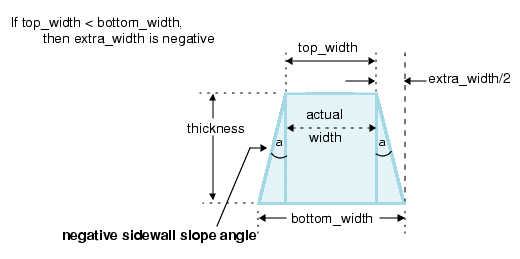 If top_width < bottom_width,
then extra_width is negative
top_width
extra_width/2
thickness
actual
width
a
a
bottom_width
negative sidewall slope angle